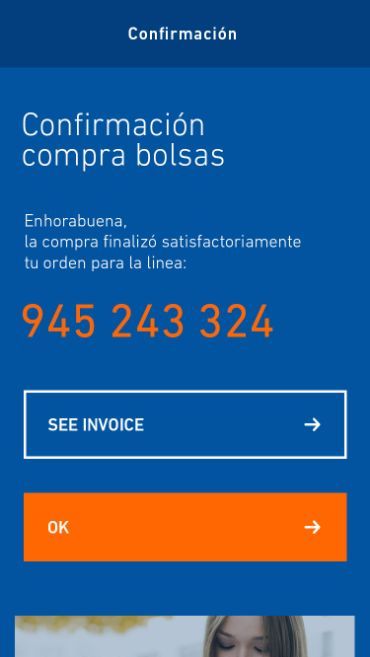 Confirmación
Confirmación
compra bolsas
Enhorabuena,
la compra finalizó satisfactoriamente
tu orden para la linea:
945 243 324
SEE INVOICE
OK